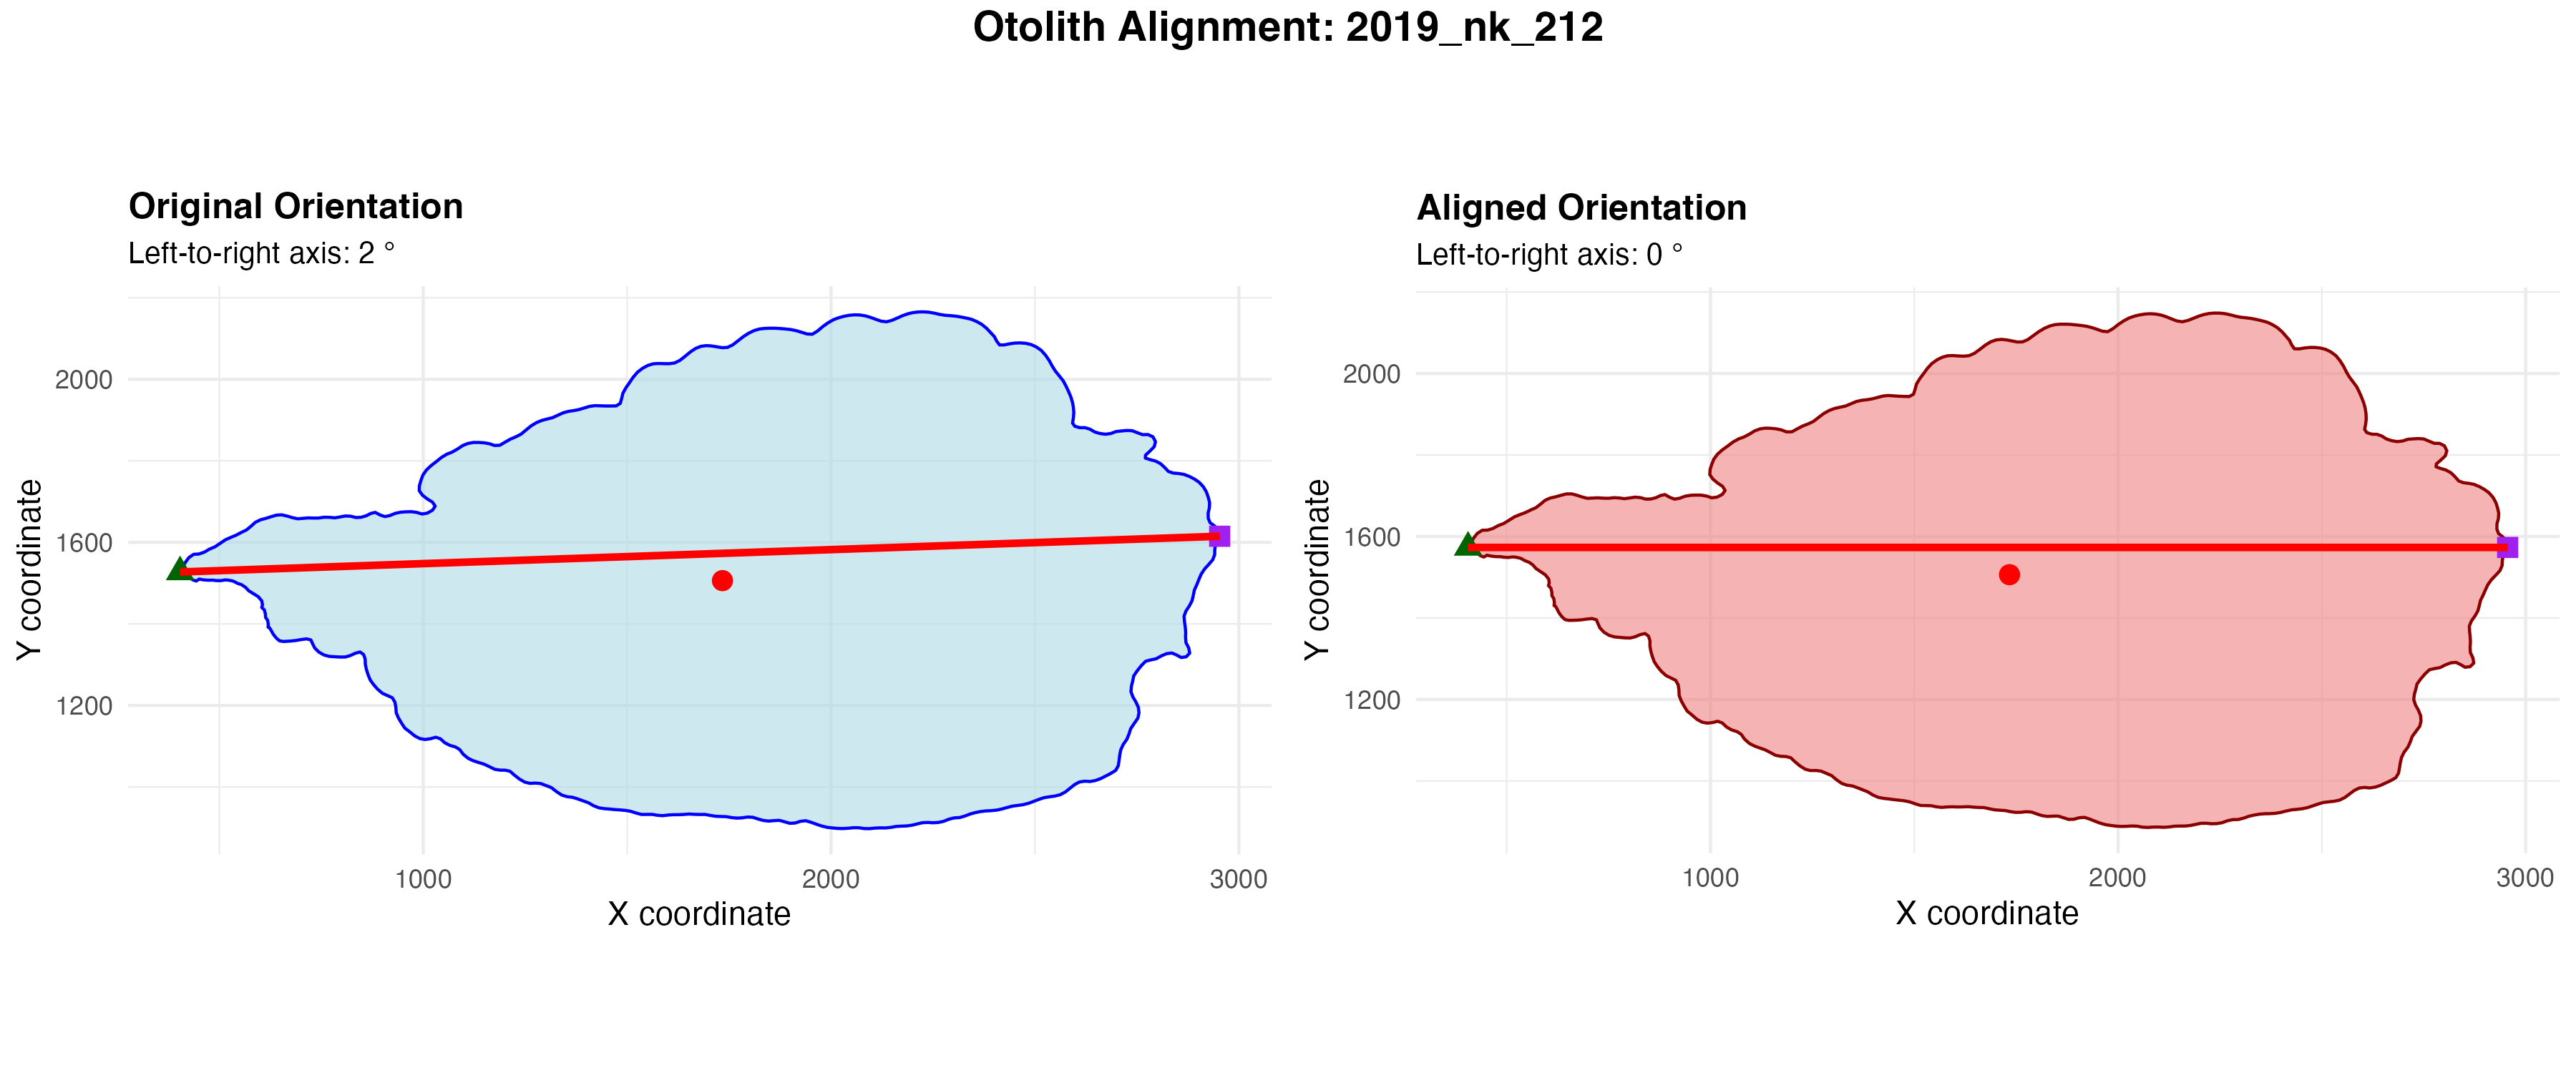 Otolith Alignment: 2019_nk_212
Original Orientation
Left-to-right axis: 2 °
Y coordinate
2000
1600
1200
1000
2000
3000
X coordinate
Aligned Orientation
Left-to-right axis: 0 °
Y coordinate
2000
1600
1200
1000
2000
3000
X coordinate